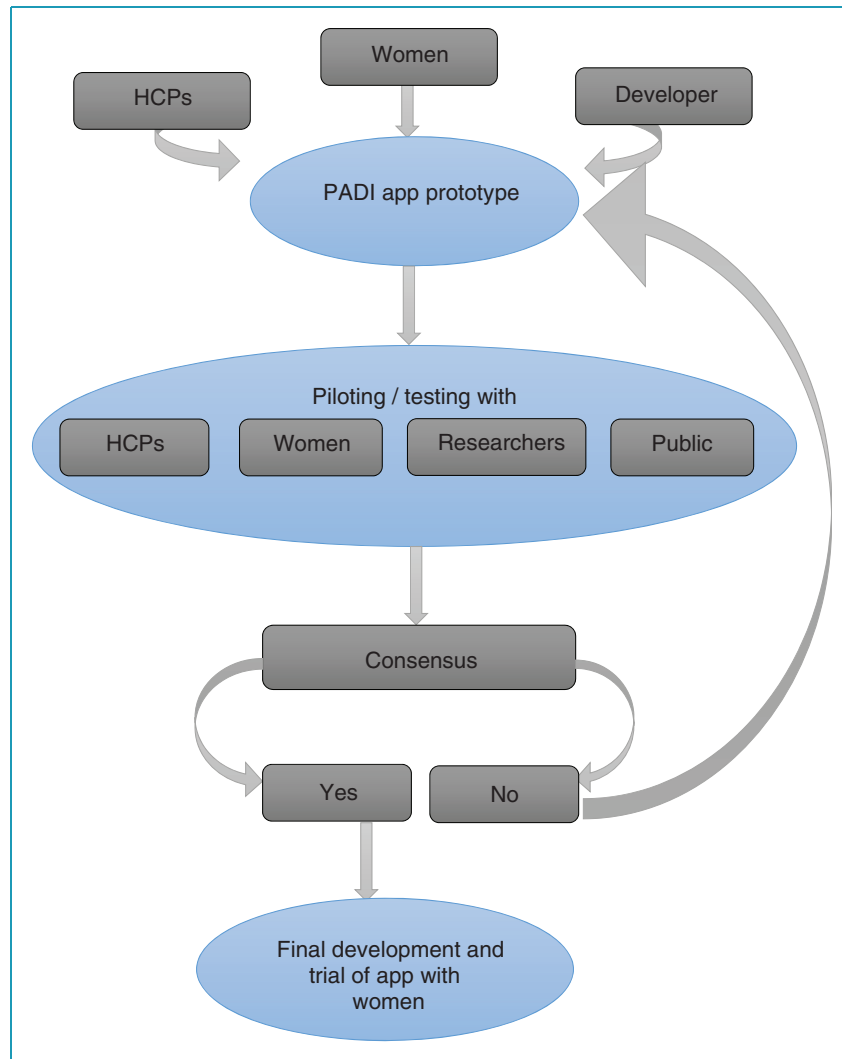 Women
HCPs
Developer
PADI app prototype
Piloting / testing with
HCPs
Women
Researchers
Public
Consensus
Yes
No
Final development and
trial of app with
women